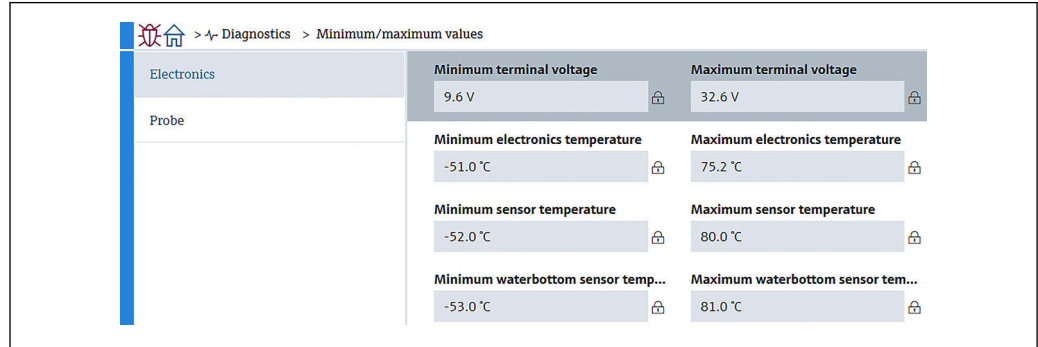 > Diagnostics > Minimum/maximum values
Electronics
Probe
Minimum terminal voltage Maximum terminal voltage
9.6 V 32.6 V
Minimum electronics temperature Maximum electronics temperature
-51.0 °C 75.2 °C
Minimum sensor temperature Maximum sensor temperature
-52.0 °C 80.0 °C
Minimum waterbottom sensor temp... Maximum waterbottom sensor tem...
-53.0 °C 81.0 °C